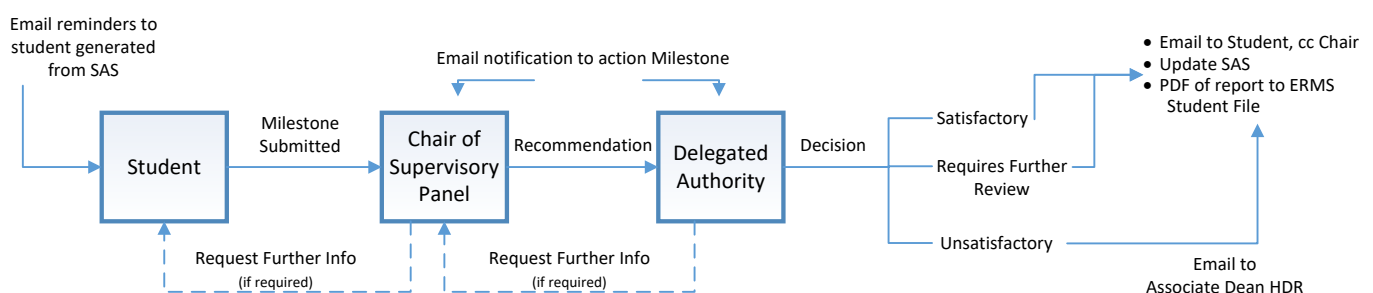 Email reminders to
student generated
from SAS
Student
Milestone
Submitted
Email notification to action Milestone
Chair of
Supervisory
Panel
Recommendation
Delegated
Authority
Decision
Satisfactory
Requires Further
Review
Unsatisfactory
• Email to Student, cc Chair
• Update SAS
• PDF of report to ERMS
Student File
Request Further Info
(if required)
Request Further Info
(if required)
Email to
Associate Dean HDR